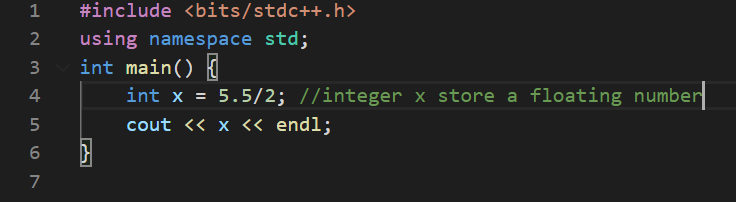 1 #include <bits/stdc++.h>
2 using namespace std;
3 int main() {
4     int x = 5.5/2; //integer x store a floating number
5     cout << x << endl;
6 }
7